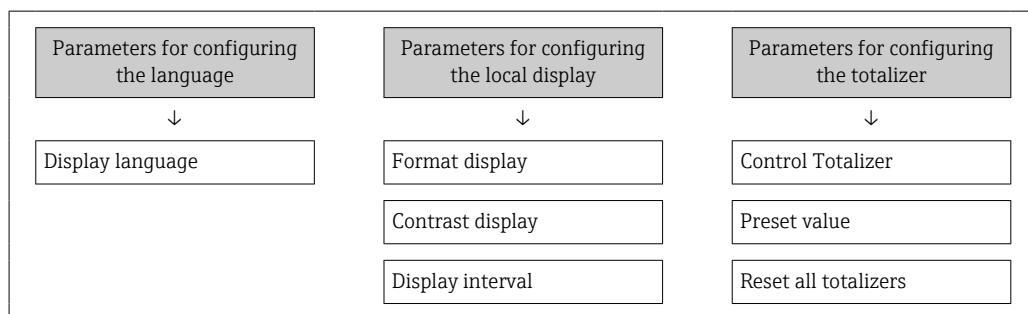 Parameters for configuring
the language
↓
Display language
Parameters for configuring
the local display
↓
Format display
Contrast display
Display interval
Parameters for configuring
the totalizer
↓
Control Totalizer
Preset value
Reset all totalizers